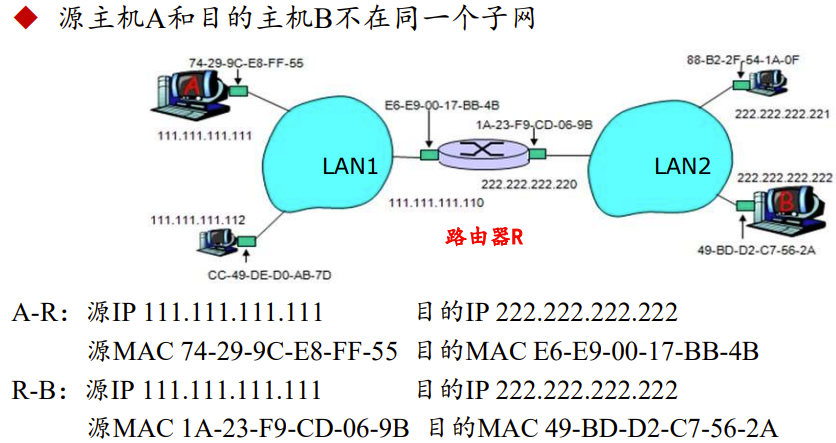 ◆ 源主机A和目的主机B不在同一个子网
74-29-9C-E8-FF-55
88-B2-2F-54-1A-0F
A
E6-E9-00-17-BB-4B
1A-23-F9-CD-06-9B
222.222.222.221
111.111.111.111
LAN1
LAN2
222.222.222.222
222.222.222.220
B
111.111.111.110
111.111.111.112
路由器R
49-BD-D2-C7-56-2A
CC-49-DE-D0-AB-7D
A-R：源IP 111.111.111.111 目的IP 222.222.222.222
源MAC 74-29-9C-E8-FF-55 目的MAC E6-E9-00-17-BB-4B
R-B：源IP 111.111.111.111 目的IP 222.222.222.222
源MAC 1A-23-F9-CD-06-9B 目的MAC 49-BD-D2-C7-56-2A